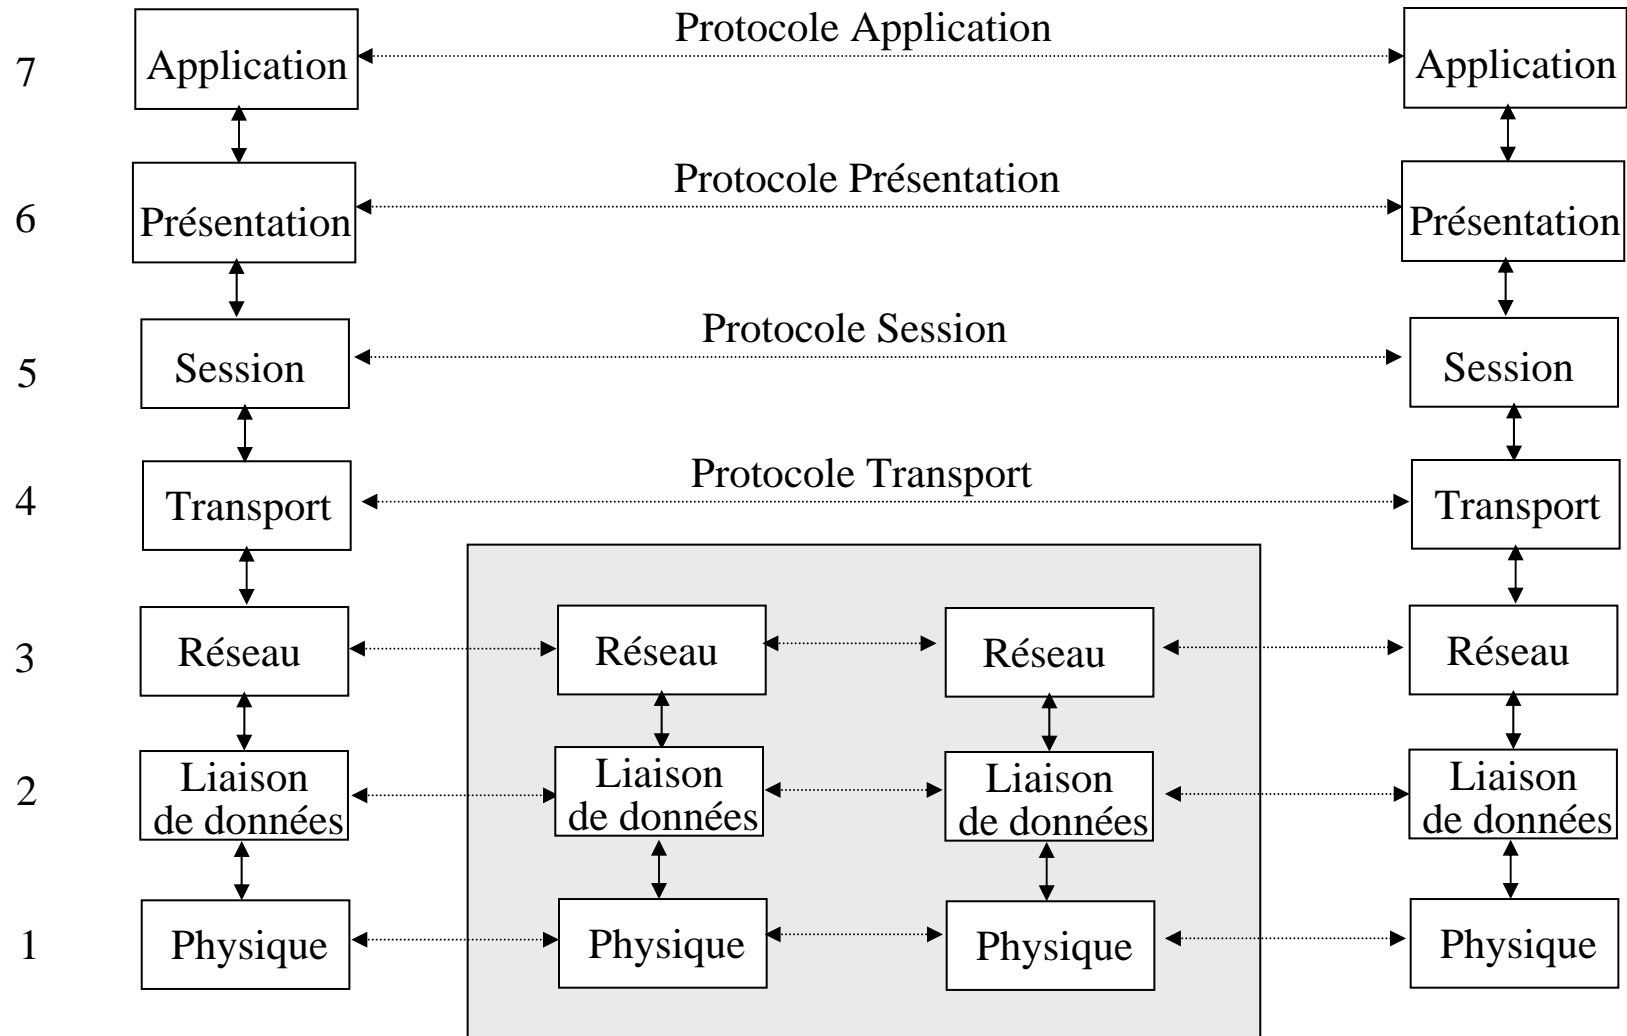 Protocole Application
7 Application Application
Protocole Présentation
6 Présentation Présentation
Protocole Session
5 Session Session
Protocole Transport
4 Transport Transport
3 Réseau Réseau Réseau Réseau
2 Liaison de données Liaison de données Liaison de données Liaison de données
1 Physique Physique Physique Physique